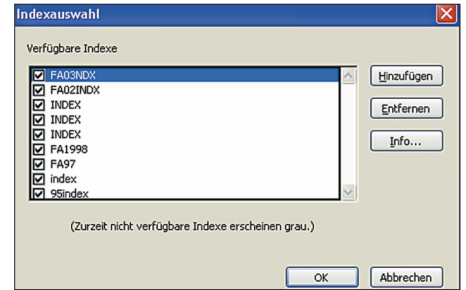 Indexauswahl
Verfügbare Indexe
FA03NDX
FA02INDX
INDEX
INDEX
INDEX
FA1998
FA97
index
95index
Hinzufügen
Entfernen
Info...
(Zurzeit nicht verfügbare Indexe erscheinen grau.)
OK
Abbrechen